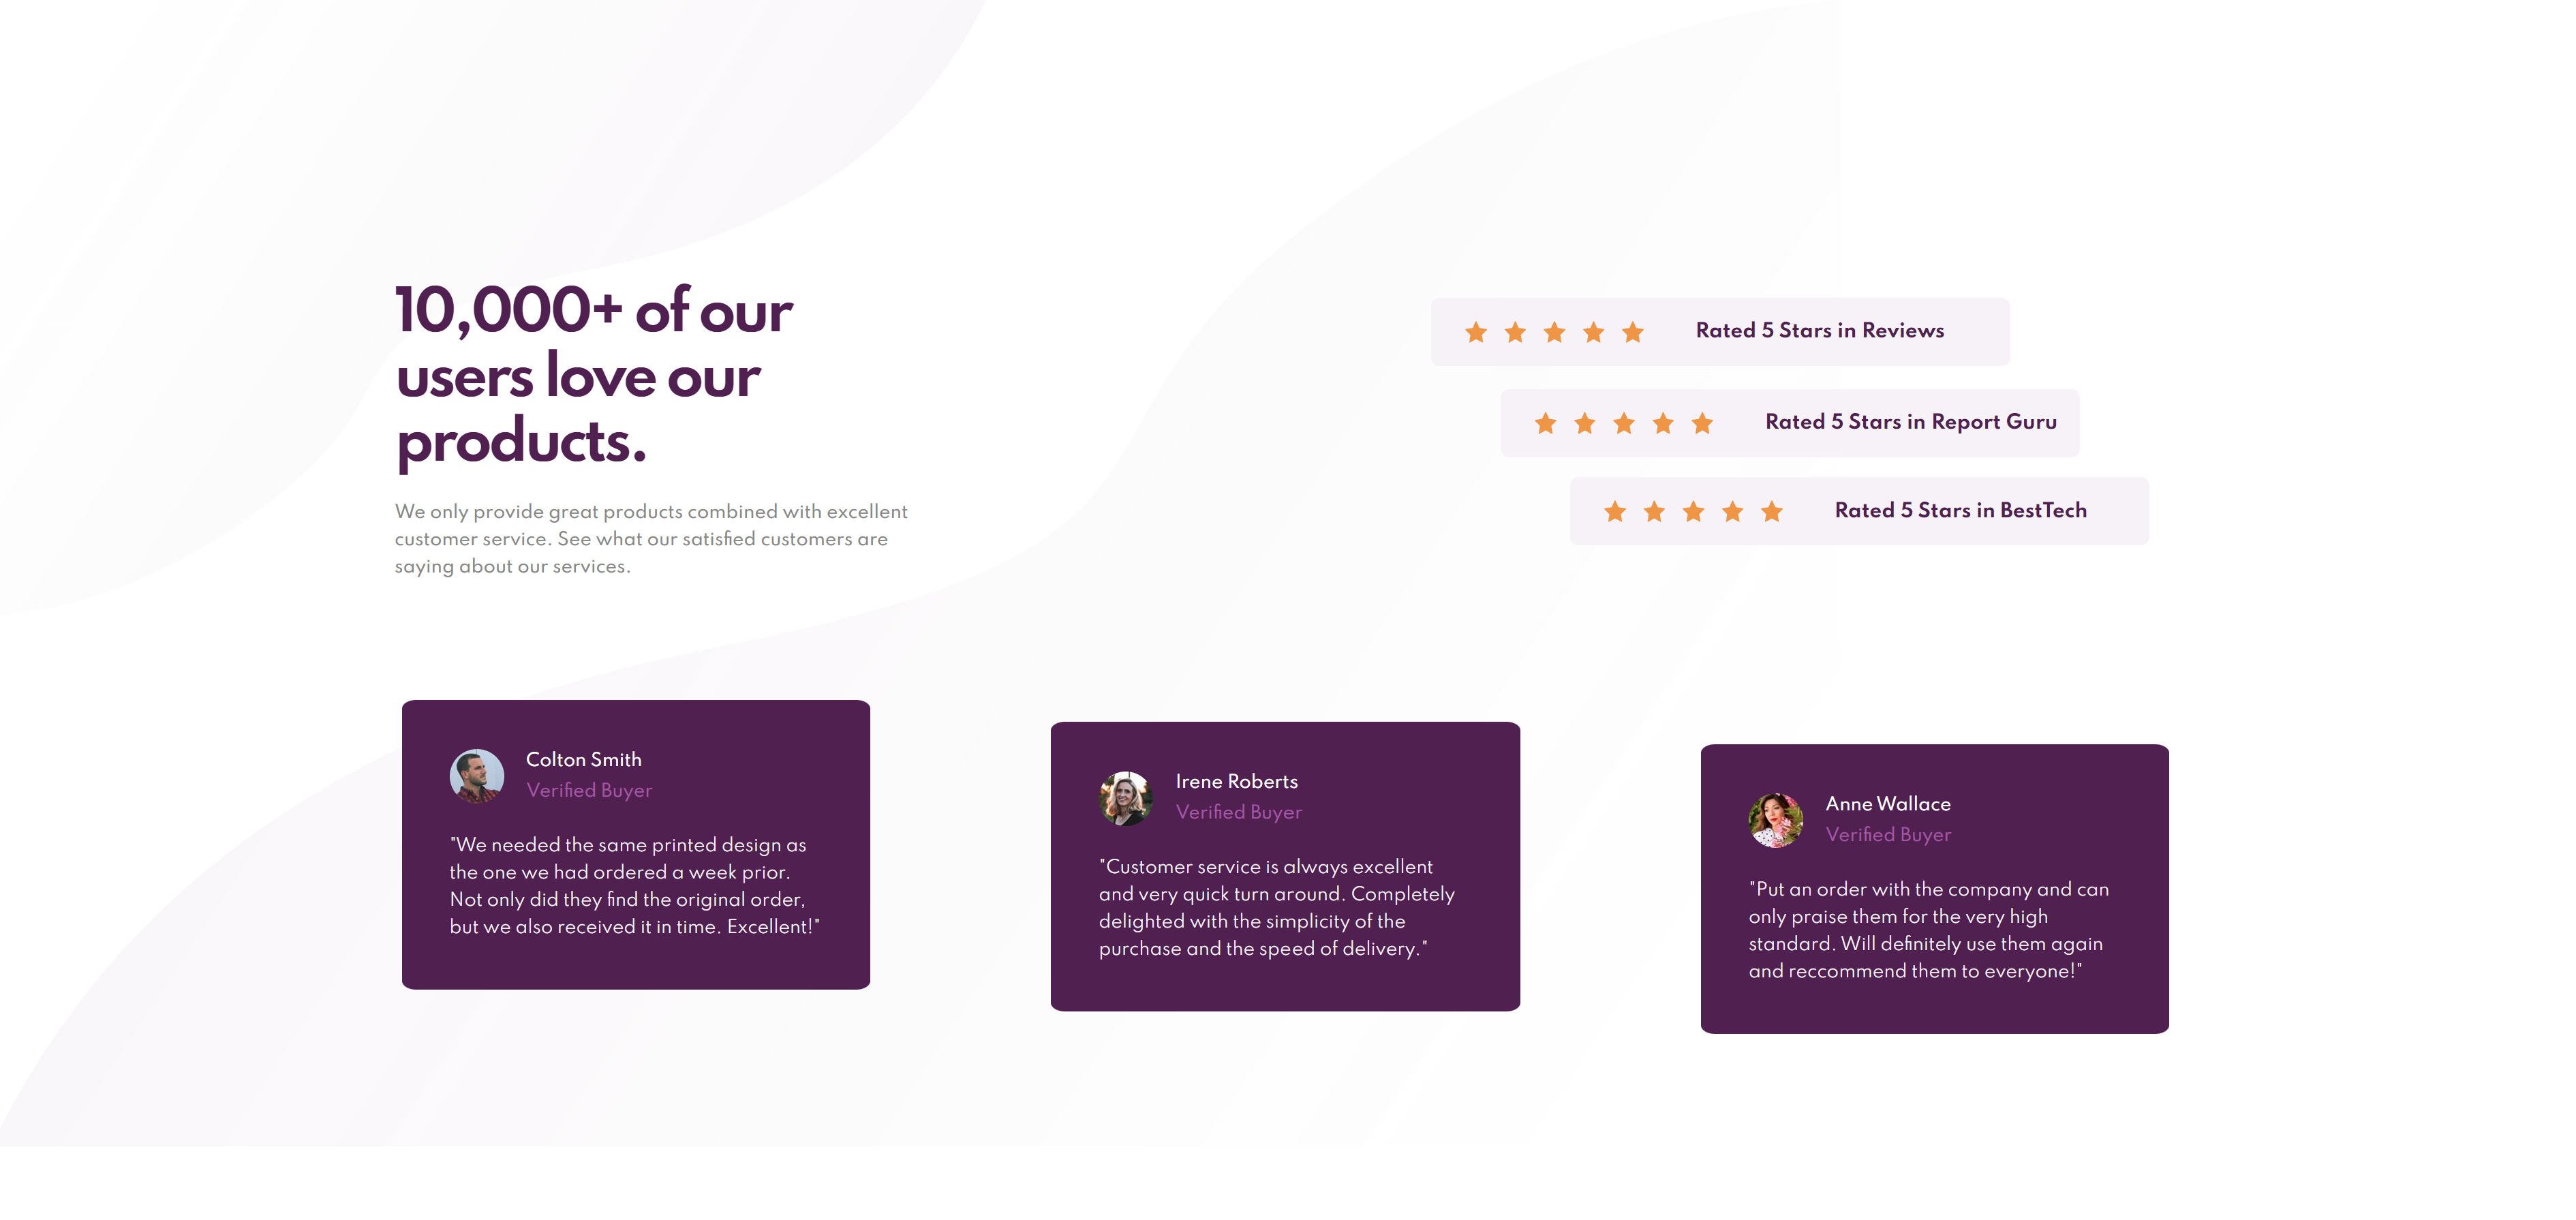 10,000+ of our
users love our
products.
We only provide great products combined with excellent
customer service. See what our satisfied customers are
saying about our services.
Rated 5 Stars in Reviews
Rated 5 Stars in Report Guru
Rated 5 Stars in BestTech
Colton Smith
Verified Buyer
"We needed the same printed design as
the one we had ordered a week prior.
Not only did they find the original order,
but we also received it in time. Excellent!"
Irene Roberts
Verified Buyer
"Customer service is always excellent
and very quick turn around. Completely
delighted with the simplicity of the
purchase and the speed of delivery."
Anne Wallace
Verified Buyer
"Put an order with the company and can
only praise them for the very high
standard. Will definitely use them again
and reccommend them to everyone!"